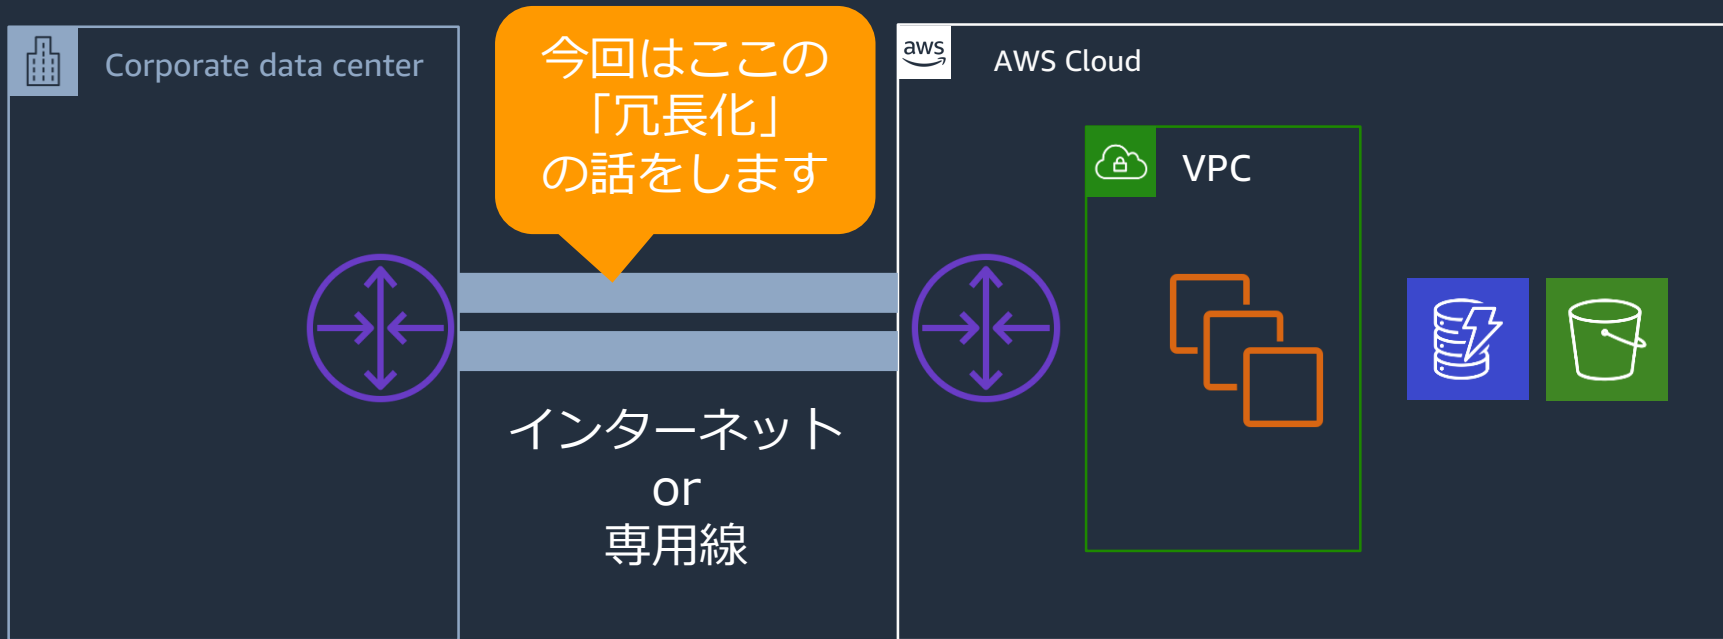 Corporate data center
今回はここの
「冗長化」
の話をします
aws
AWS Cloud
VPC
インターネット
or
専用線